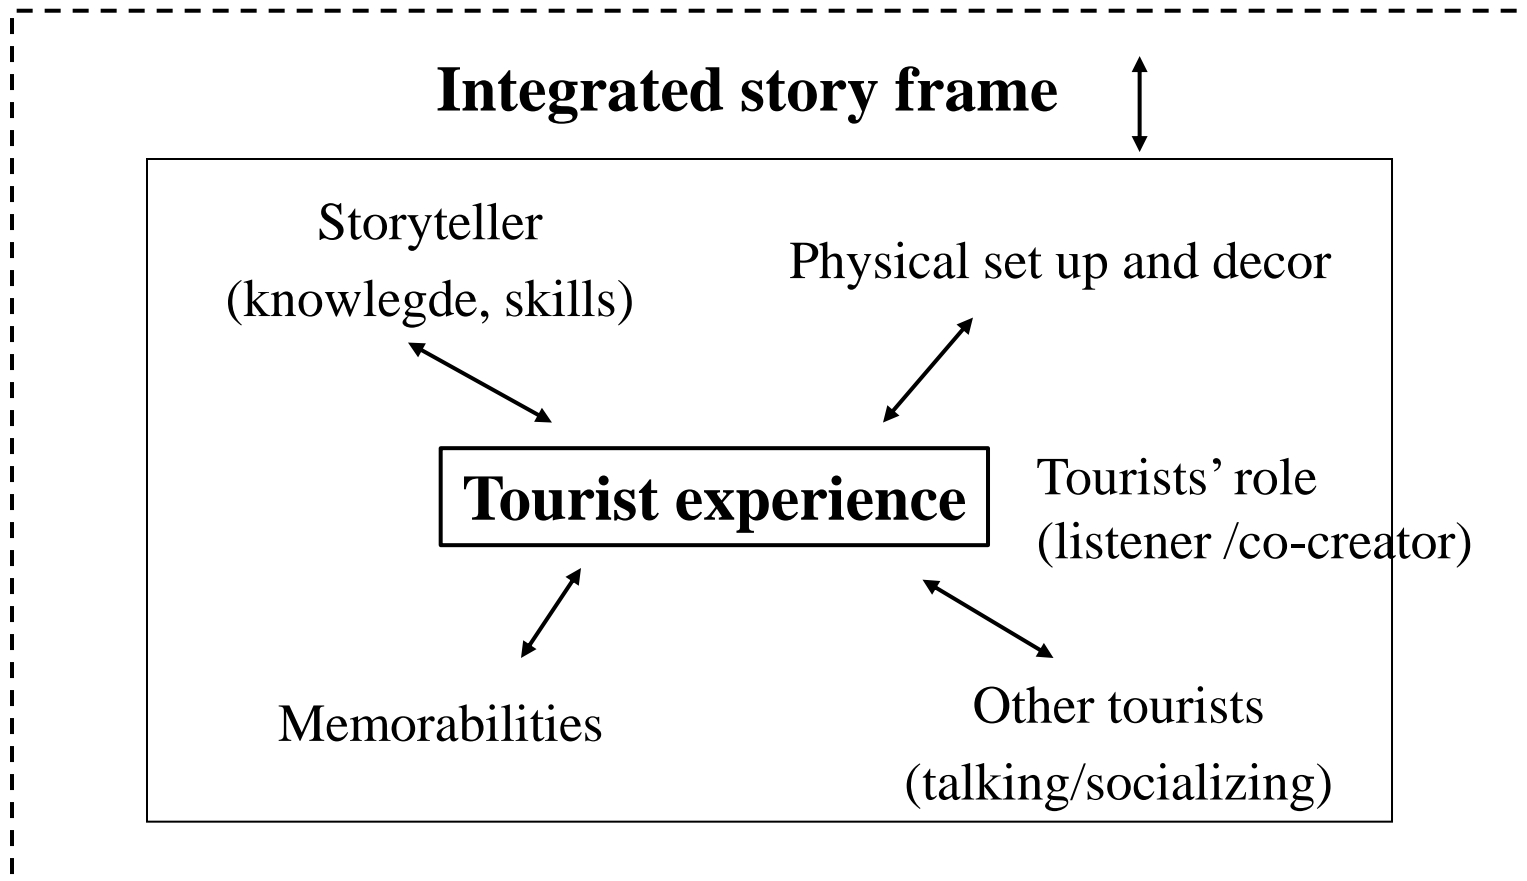 Integrated story frame
Storyteller
(knowlegde, skills)
Physical set up and decor
Tourist experience
Tourists’ role
(listener /co-creator)
Memorabilities
Other tourists
(talking/socializing)